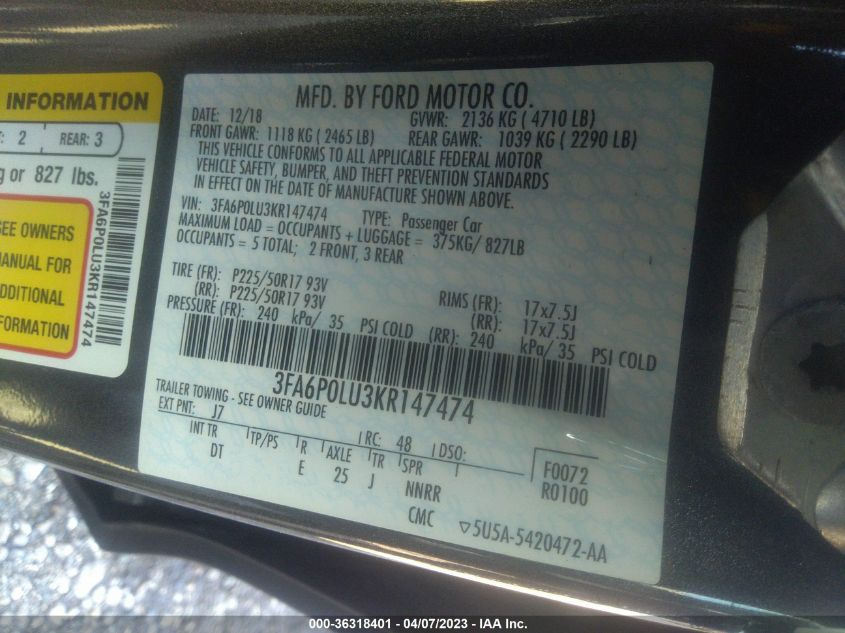 INFORMATION
2 REAR: 3
g or 827 lbs.
SEE OWNERS
MANUAL FOR
ADDITIONAL
INFORMATION
3FA6P0LU3KR147474
MFD. BY FORD MOTOR CO.
DATE: 12/18 GVWR: 2136 KG ( 4710 LB)
FRONT GAWR: 1118 KG ( 2465 LB) REAR GAWR: 1039 KG ( 2290 LB)
THIS VEHICLE CONFORMS TO ALL APPLICABLE FEDERAL MOTOR
VEHICLE SAFETY, BUMPER, AND THEFT PREVENTION STANDARDS
IN EFFECT ON THE DATE OF MANUFACTURE SHOWN ABOVE.
VIN: 3FA6P0LU3KR147474 TYPE: Passenger Car
MAXIMUM LOAD = OCCUPANTS + LUGGAGE = 375KG/ 827LB
OCCUPANTS = 5 TOTAL; 2 FRONT, 3 REAR
TIRE (FR): P225/50R17 93V RIMS (FR): 17x7.5J
(RR): P225/50R17 93V (RR): 17x7.5J
PRESSURE (FR): 240 kPa/ 35 PSI COLD (RR): 240 kPa/ 35 PSI COLD
3FA6P0LU3KR147474
TRAILER TOWING - SEE OWNER GUIDE
EXT PNT: J7 RC: 48 DSO:
INT TR TP/PS R AXLE TR SPR F0072
DT E 25 J NNRR R0100
CMC ▽5U5A-5420472-AA
000-36318401 - 04/07/2023 - IAA Inc.